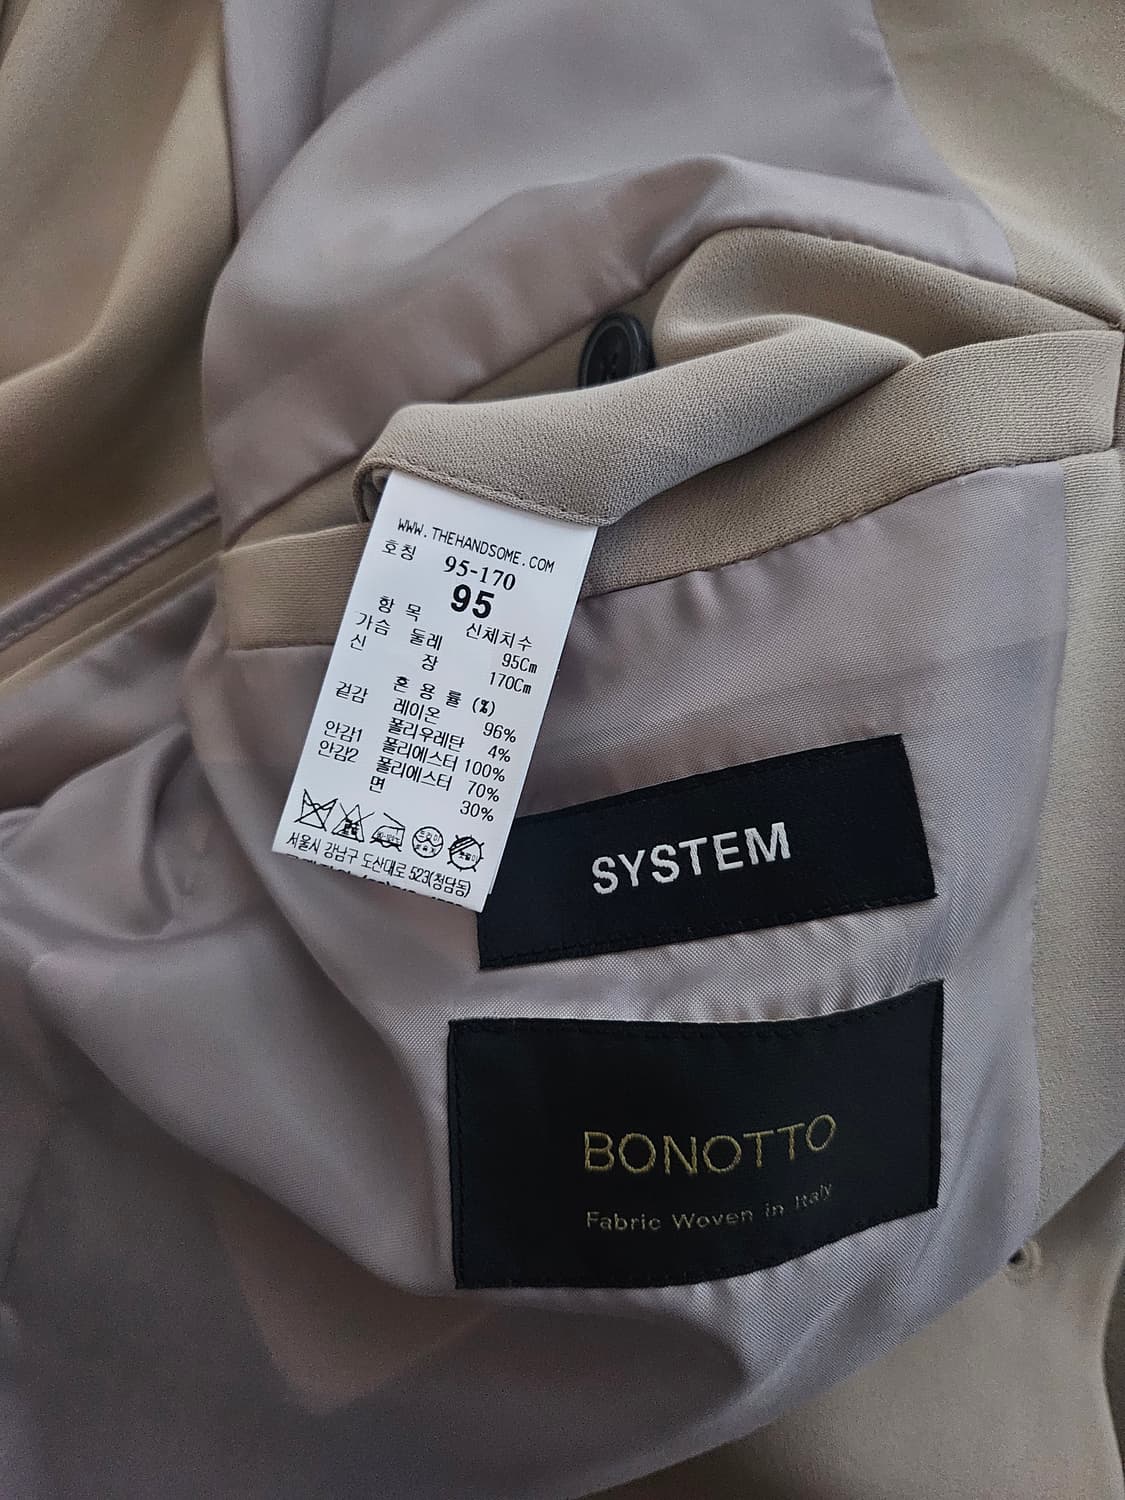 WWW.THEHANDSOME.COM
호칭 95-170
95
항 목 신체치수
가슴 둘레 95Cm
신 장 170Cm
혼 용 률 (%)
겉감 레이온 96%
폴리우레탄 4%
안감1 폴리에스터 100%
안감2 폴리에스터 70%
면 30%
드라이
서울시 강남구 도산대로 523(청담동)
SYSTEM
BONOTTO
Fabric Woven in Italy